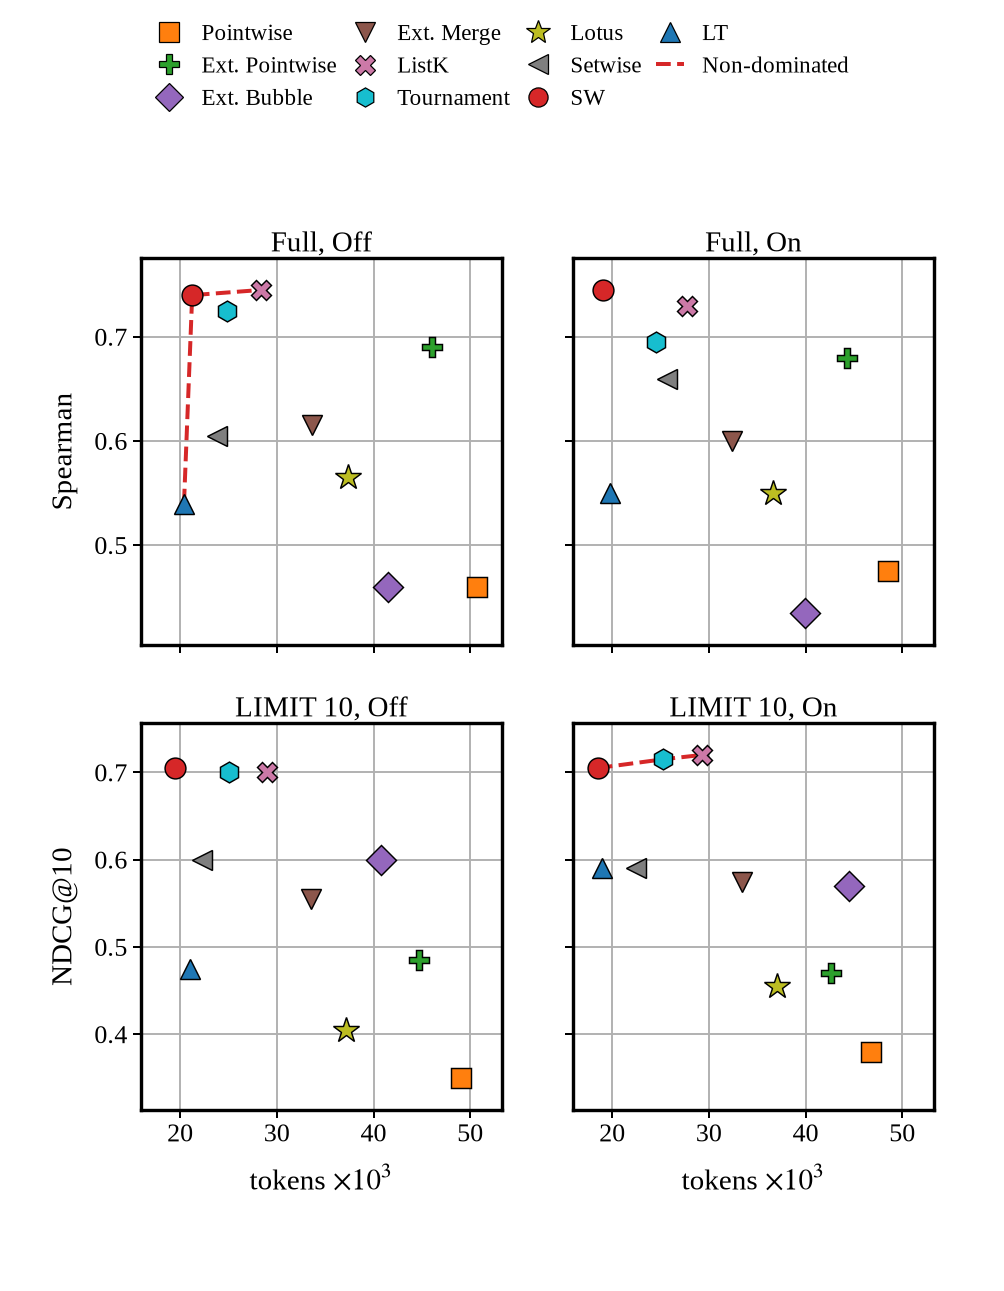 Pointwise Ext. Merge Lotus LT
Ext. Pointwise ListK Setwise Non-dominated
Ext. Bubble Tournament SW
Full, Off
Full, On
0.7
0.6
0.5
Spearman
LIMIT 10, Off
LIMIT 10, On
0.7
0.6
0.5
0.4
NDCG@10
20 30 40 50
20 30 40 50
tokens ×10³
tokens ×10³